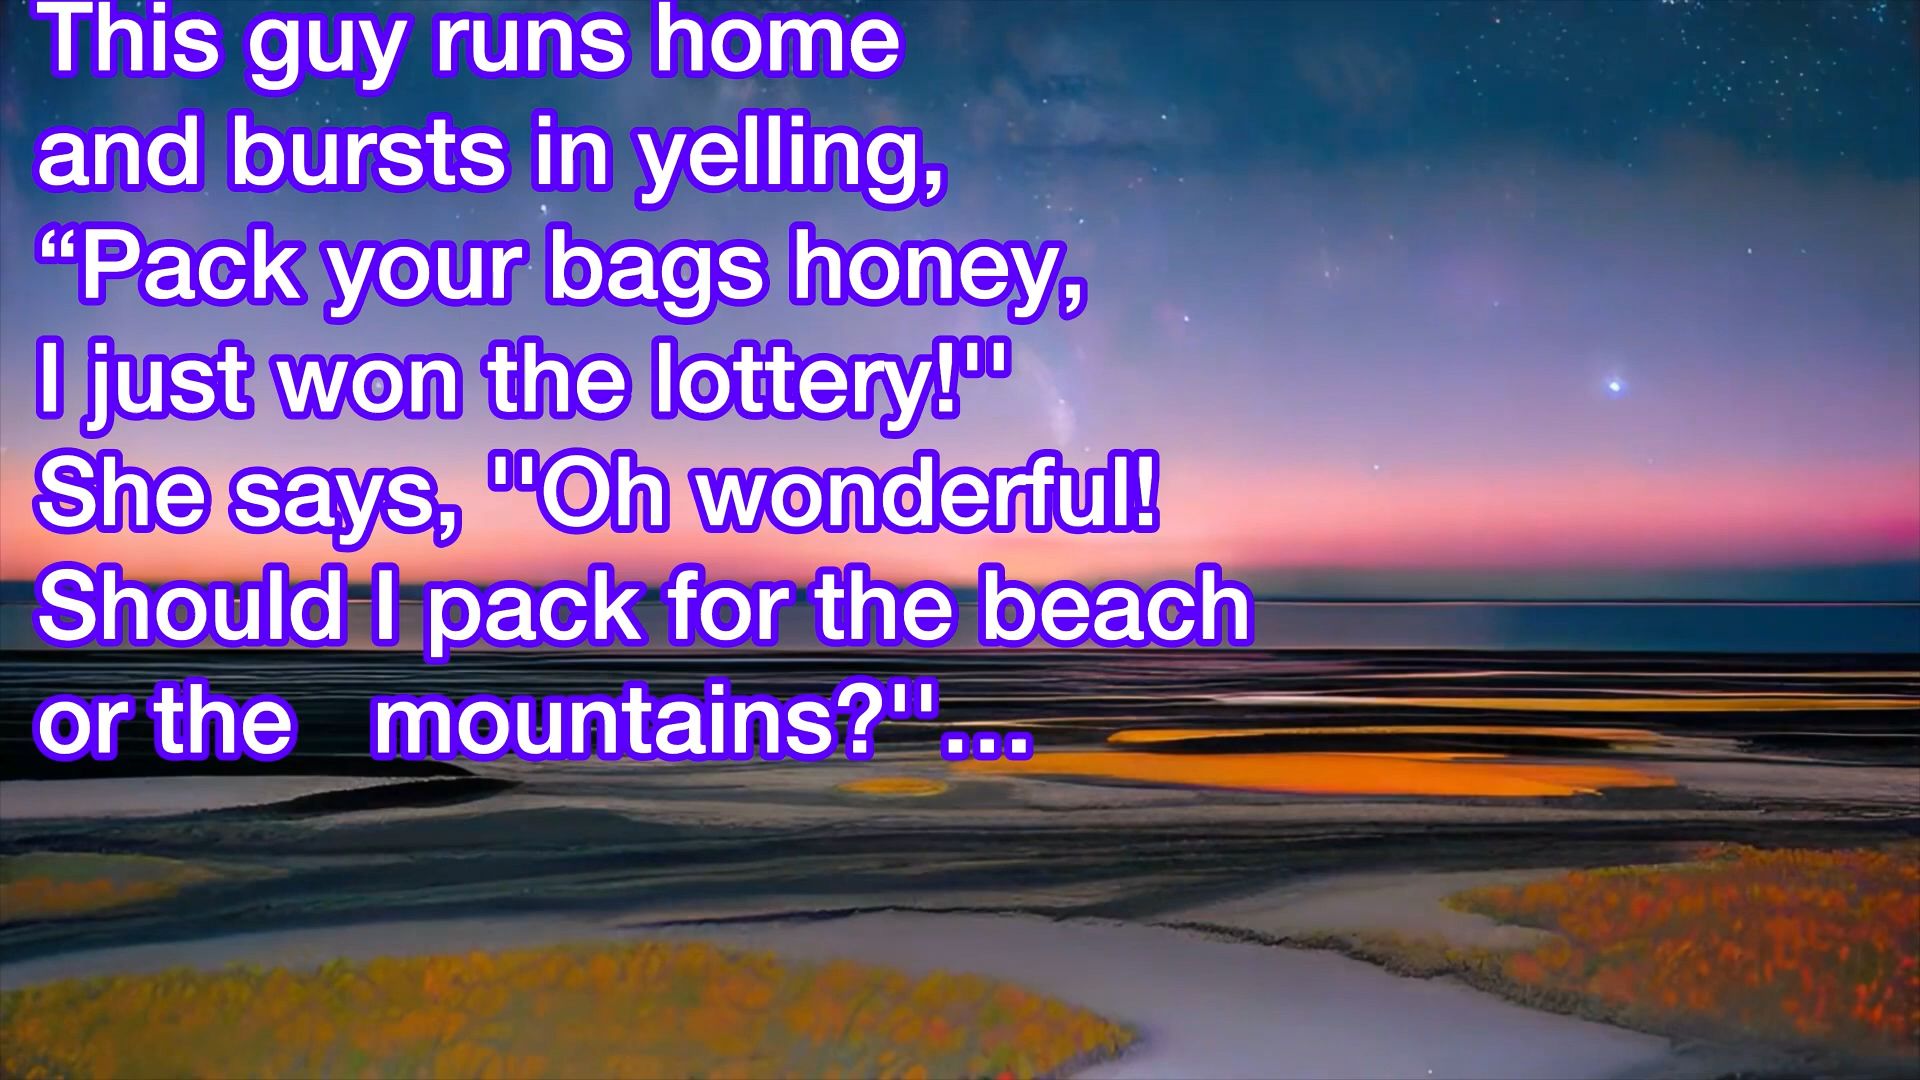 This guy runs home
and bursts in yelling,
“Pack your bags honey,
I just won the lottery!"
She says, "Oh wonderful!
Should I pack for the beach
or the   mountains?"...